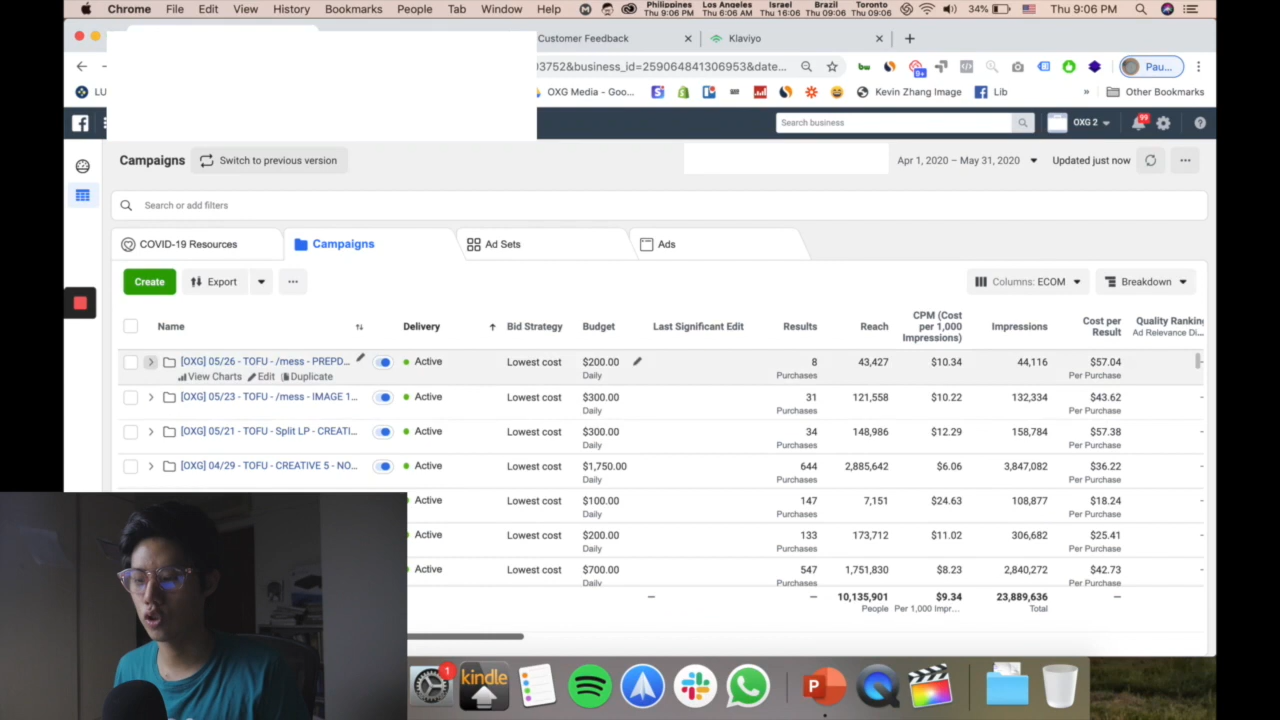 Chrome File Edit View History Bookmarks People Tab Window Help Philippines Los Angeles Israel Brazil Toronto 34% Thu 9:06 PM
Thu 9:06 PM Thu 6:06 AM Thu 16:06 Thu 09:06 Thu 09:06
Customer Feedback Klaviyo
03752&business_id=259064841306953&date... 9+ Pau...
LU OXG Media - Goo... Kevin Zhang Image Lib » Other Bookmarks
Search business OXG 2 99
Campaigns Switch to previous version Apr 1, 2020 – May 31, 2020 Updated just now
Search or add filters
COVID-19 Resources Campaigns Ad Sets Ads
Create Export Columns: ECOM Breakdown
Name Delivery Bid Strategy Budget Last Significant Edit Results Reach CPM (Cost per 1,000 Impressions) Impressions Cost per Result Quality Ranking
Ad Relevance Di...
[OXG] 05/26 - TOFU - /mess - PREPD... Active Lowest cost $200.00 8 43,427 $10.34 44,116 $57.04
View Charts Edit Duplicate Daily Purchases Per Purchase
[OXG] 05/23 - TOFU - /mess - IMAGE 1... Active Lowest cost $300.00 31 121,558 $10.22 132,334 $43.62
Daily Purchases Per Purchase
[OXG] 05/21 - TOFU - Split LP - CREATI... Active Lowest cost $300.00 34 148,986 $12.29 158,784 $57.38
Daily Purchases Per Purchase
[OXG] 04/29 - TOFU - CREATIVE 5 - NO... Active Lowest cost $1,750.00 644 2,885,642 $6.06 3,847,082 $36.22
Daily Purchases Per Purchase
Active Lowest cost $100.00 147 7,151 $24.63 108,877 $18.24
Daily Purchases Per Purchase
Active Lowest cost $200.00 133 173,712 $11.02 306,682 $25.41
Daily Purchases Per Purchase
Active Lowest cost $700.00 547 1,751,830 $8.23 2,840,272 $42.73
Daily Purchases Per Purchase
— — 10,135,901 $9.34 23,889,636 —
People Per 1,000 Impr... Total
1 kindle P